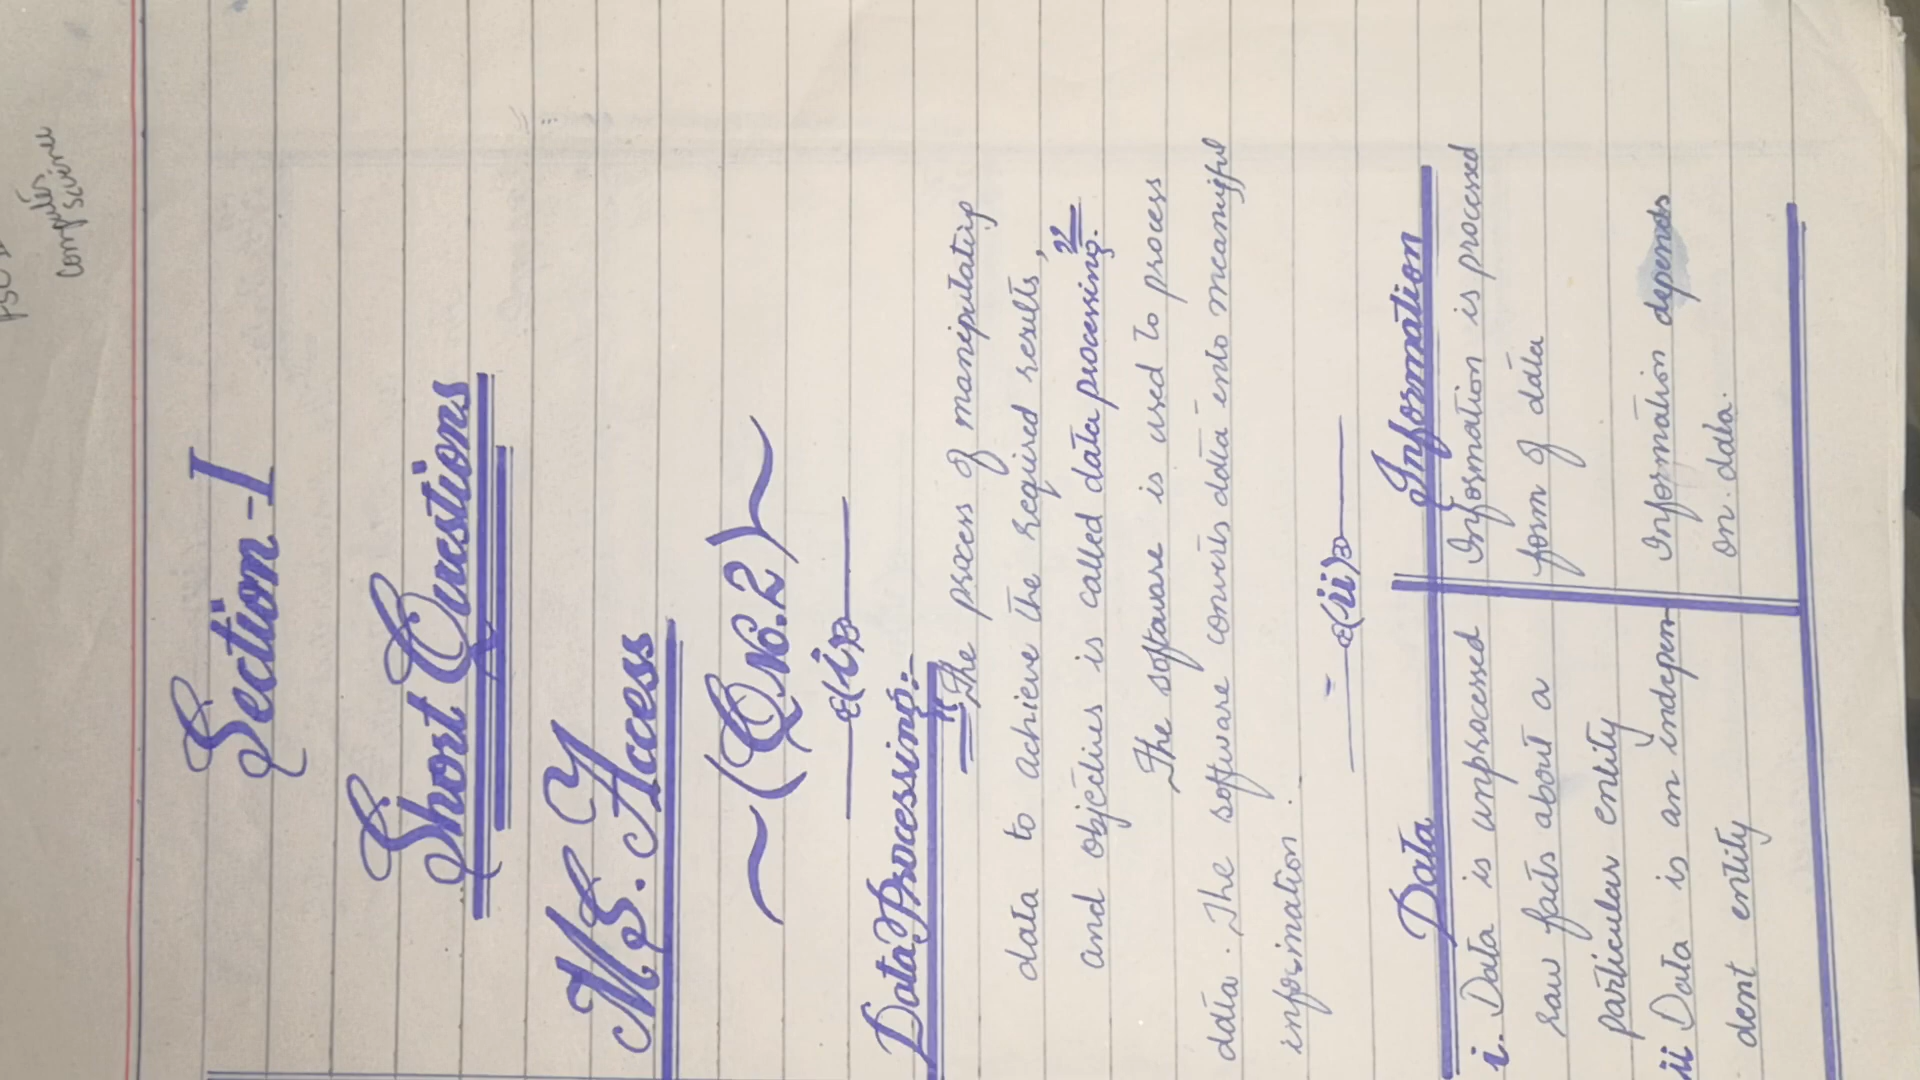 Computer
Science
Section-I
Short Questions
M.S. Access
(Q.No.2)
(i)
Data Processing:-
"The process of manipulating
data to achieve the required results,
and objectives is called data processing."
The software is used to process
data. The software converts data into meaningful
information.
(ii)
Data | Information
i. Data is unprocessed | Information is processed
raw facts about a | form of data
particular entity
ii Data is an indepen- | Information depends
dent entity | on data.